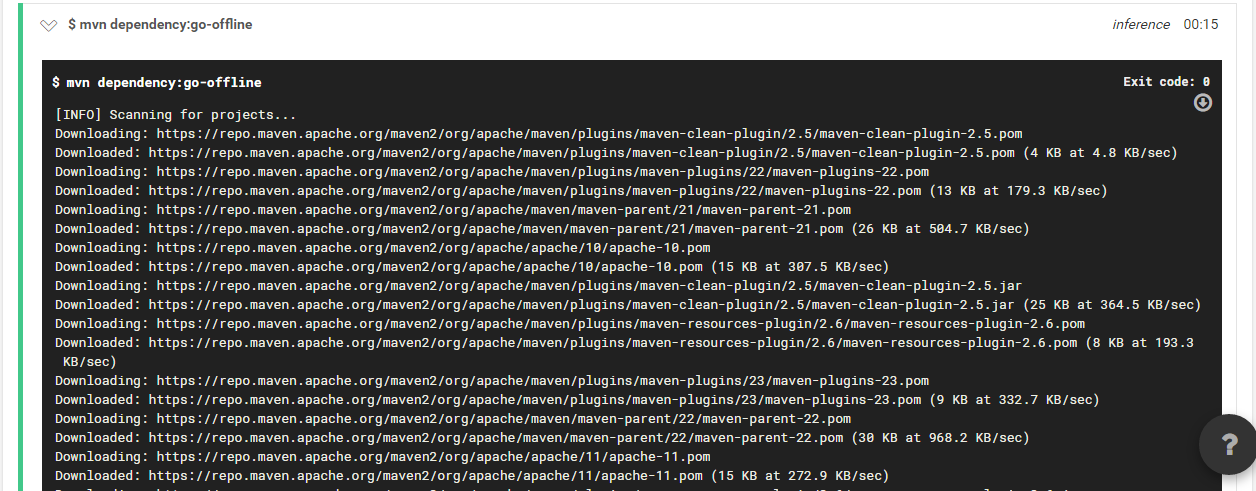 $ mvn dependency:go-offline inference 00:15
$ mvn dependency:go-offline Exit code: 0
[INFO] Scanning for projects...
Downloading: https://repo.maven.apache.org/maven2/org/apache/maven/plugins/maven-clean-plugin/2.5/maven-clean-plugin-2.5.pom
Downloaded: https://repo.maven.apache.org/maven2/org/apache/maven/plugins/maven-clean-plugin/2.5/maven-clean-plugin-2.5.pom (4 KB at 4.8 KB/sec)
Downloading: https://repo.maven.apache.org/maven2/org/apache/maven/plugins/maven-plugins/22/maven-plugins-22.pom
Downloaded: https://repo.maven.apache.org/maven2/org/apache/maven/plugins/maven-plugins/22/maven-plugins-22.pom (13 KB at 179.3 KB/sec)
Downloading: https://repo.maven.apache.org/maven2/org/apache/maven/maven-parent/21/maven-parent-21.pom
Downloaded: https://repo.maven.apache.org/maven2/org/apache/maven/maven-parent/21/maven-parent-21.pom (26 KB at 504.7 KB/sec)
Downloading: https://repo.maven.apache.org/maven2/org/apache/apache/10/apache-10.pom
Downloaded: https://repo.maven.apache.org/maven2/org/apache/apache/10/apache-10.pom (15 KB at 307.5 KB/sec)
Downloading: https://repo.maven.apache.org/maven2/org/apache/maven/plugins/maven-clean-plugin/2.5/maven-clean-plugin-2.5.jar
Downloaded: https://repo.maven.apache.org/maven2/org/apache/maven/plugins/maven-clean-plugin/2.5/maven-clean-plugin-2.5.jar (25 KB at 364.5 KB/sec)
Downloading: https://repo.maven.apache.org/maven2/org/apache/maven/plugins/maven-resources-plugin/2.6/maven-resources-plugin-2.6.pom
Downloaded: https://repo.maven.apache.org/maven2/org/apache/maven/plugins/maven-resources-plugin/2.6/maven-resources-plugin-2.6.pom (8 KB at 193.3
KB/sec)
Downloading: https://repo.maven.apache.org/maven2/org/apache/maven/plugins/maven-plugins/23/maven-plugins-23.pom
Downloaded: https://repo.maven.apache.org/maven2/org/apache/maven/plugins/maven-plugins/23/maven-plugins-23.pom (9 KB at 332.7 KB/sec)
Downloading: https://repo.maven.apache.org/maven2/org/apache/maven/maven-parent/22/maven-parent-22.pom
Downloaded: https://repo.maven.apache.org/maven2/org/apache/maven/maven-parent/22/maven-parent-22.pom (30 KB at 968.2 KB/sec)
Downloading: https://repo.maven.apache.org/maven2/org/apache/apache/11/apache-11.pom
Downloaded: https://repo.maven.apache.org/maven2/org/apache/apache/11/apache-11.pom (15 KB at 272.9 KB/sec)
?